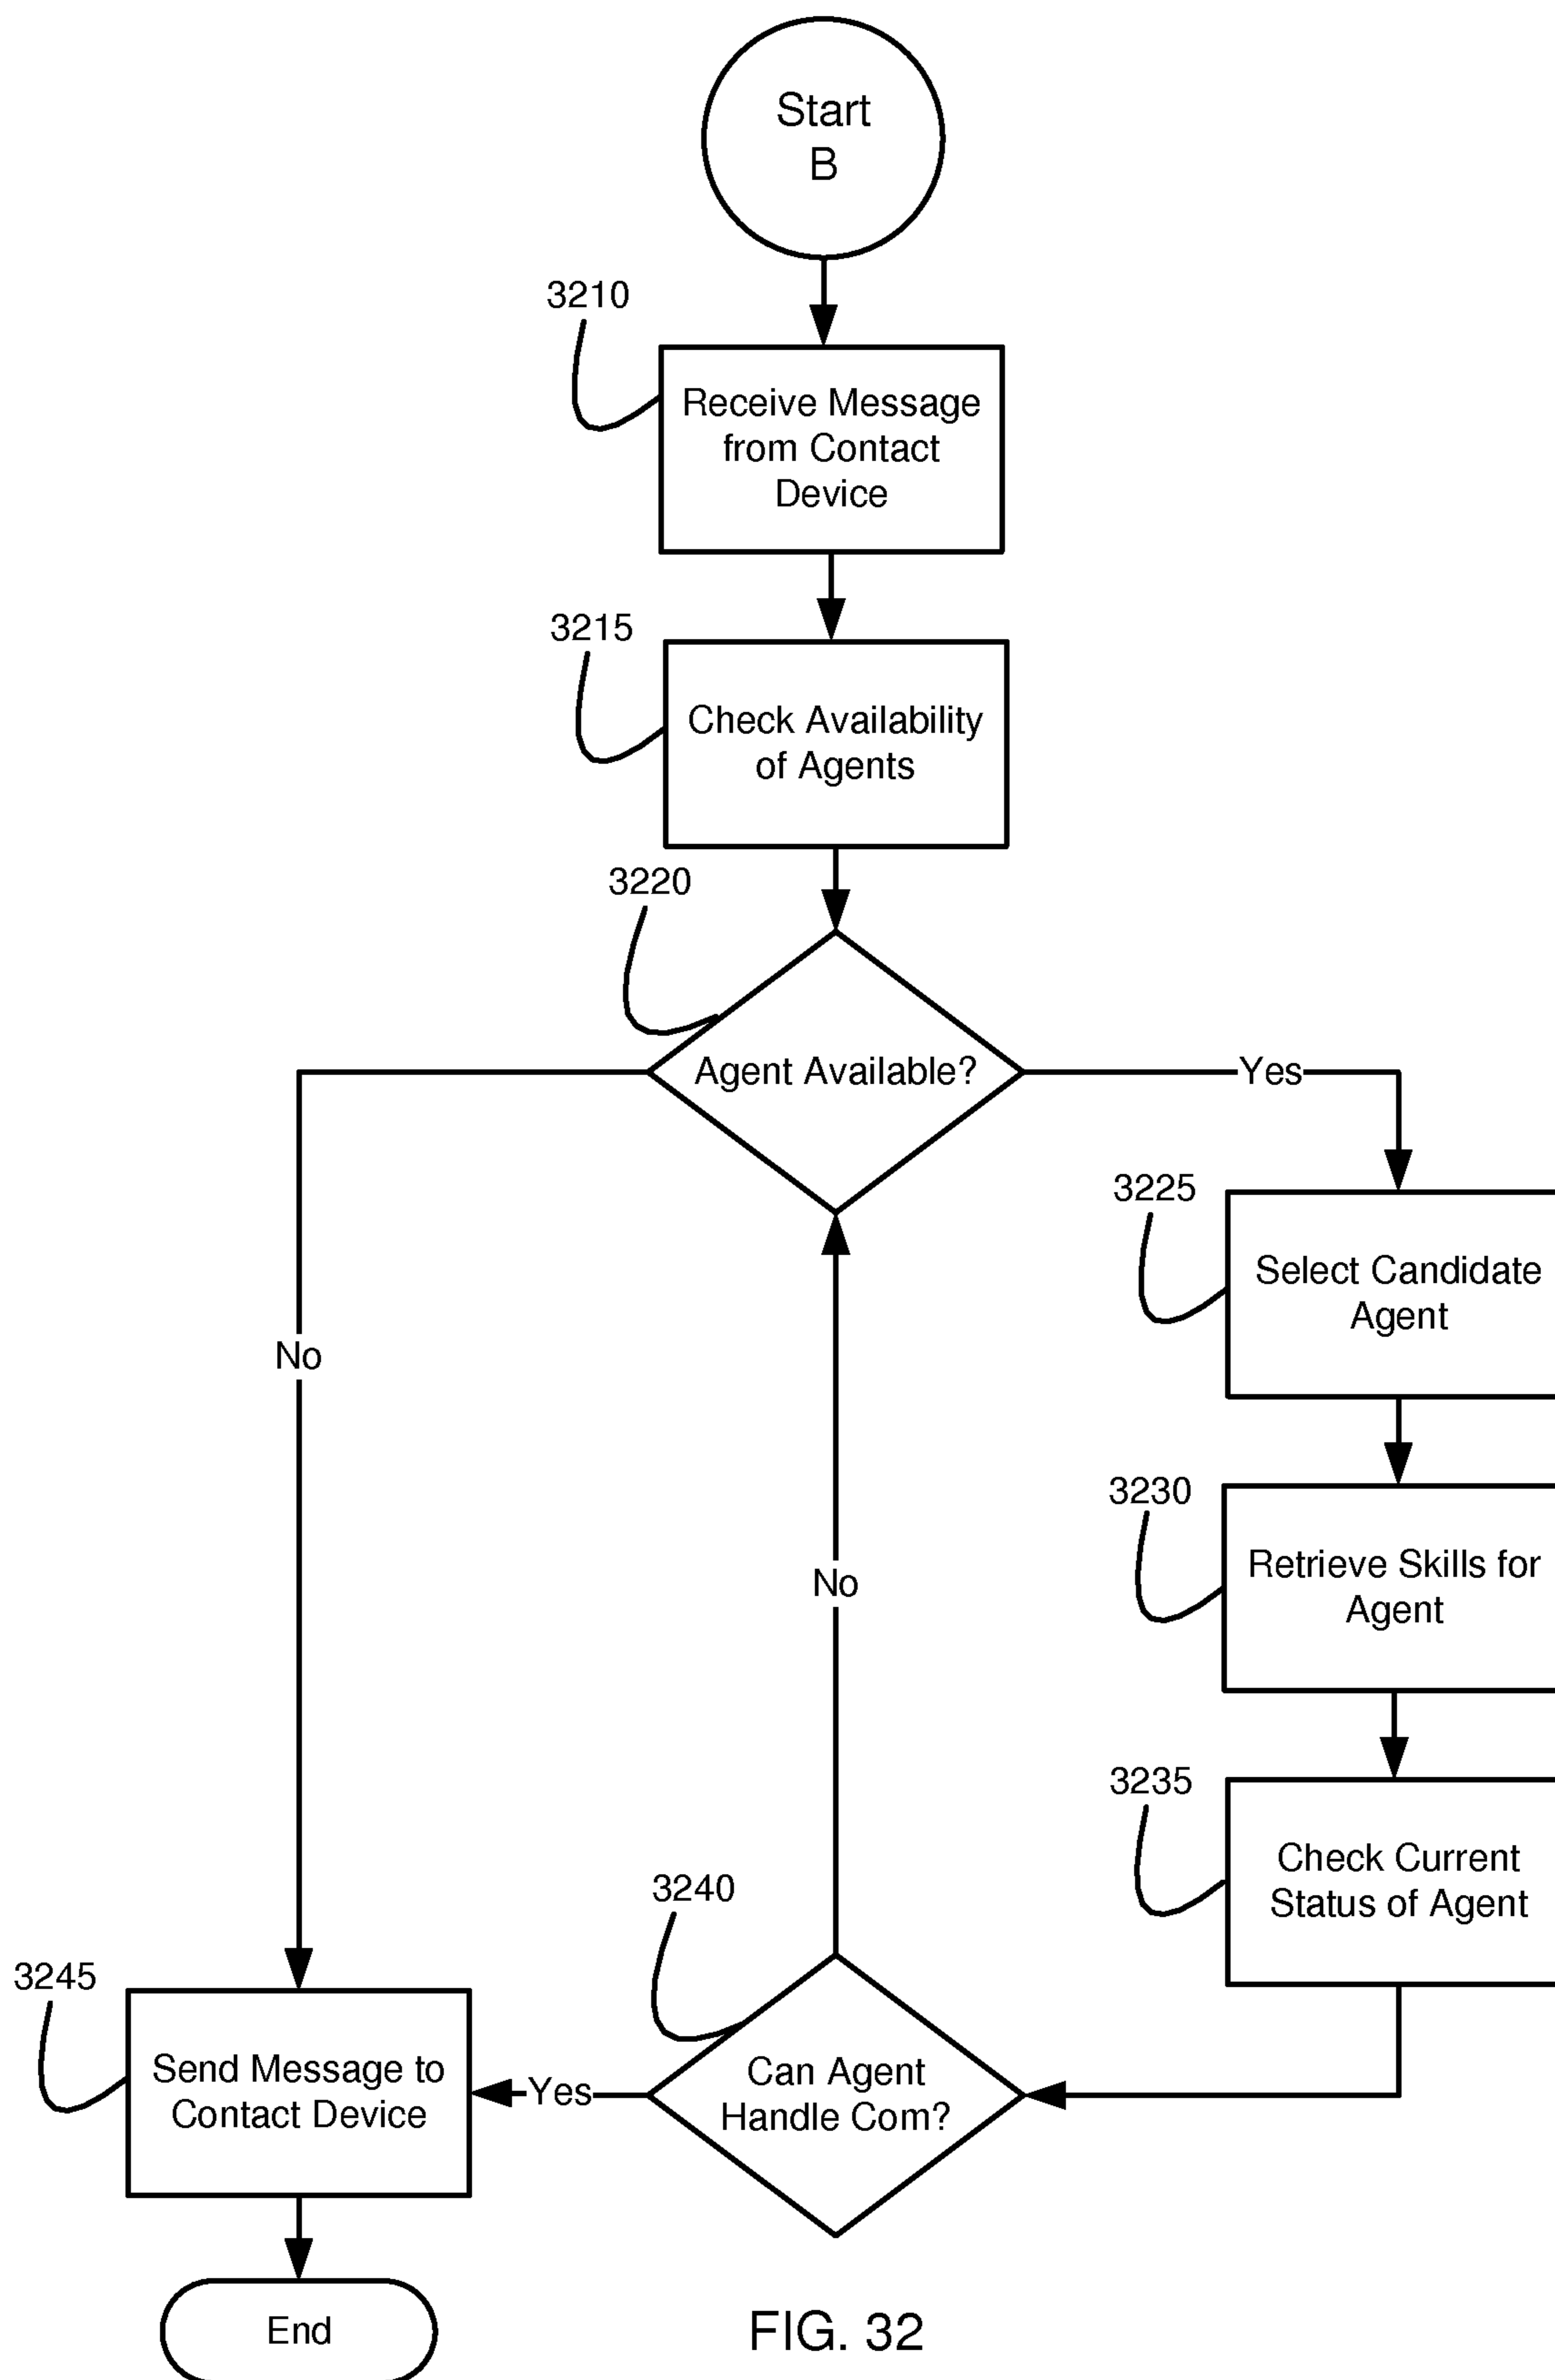 Start
B
3210
Receive Message
from Contact
Device
3215
Check Availability
of Agents
3220
Agent Available?
Yes
3225
Select Candidate
Agent
No
3230
Retrieve Skills for
Agent
No
3235
Check Current
Status of Agent
3240
Can Agent
Handle Com?
Yes
3245
Send Message to
Contact Device
End
FIG. 32